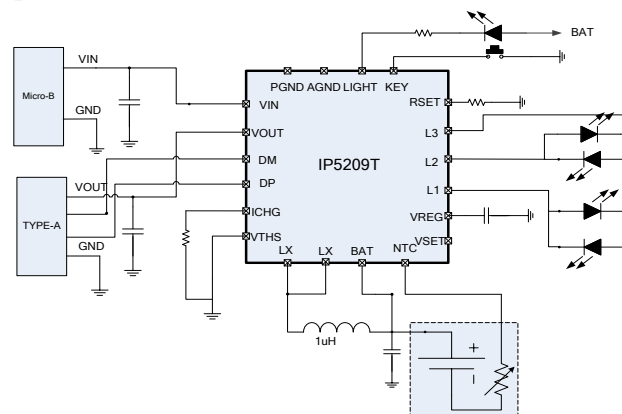 BAT
VIN
Micro-B
GND
PGND AGND LIGHT KEY
VIN
VOUT
DM
DP
ICHG
VTHS
IP5209T
RSET
L3
L2
L1
VREG
VSET
VOUT
TYPE-A
GND
LX LX BAT NTC
1uH
+
−